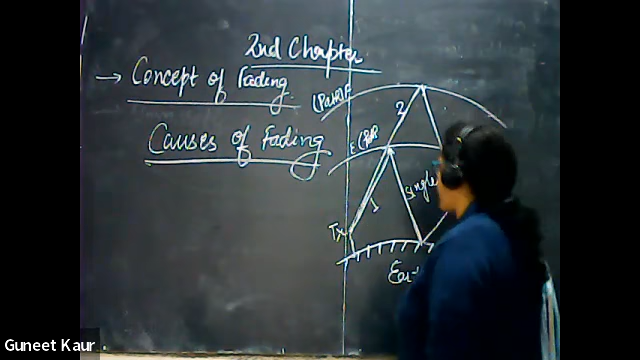 2nd Chapter
→ Concept of Fading
Causes of Fading
2
1
single
Tx
Guneet Kaur